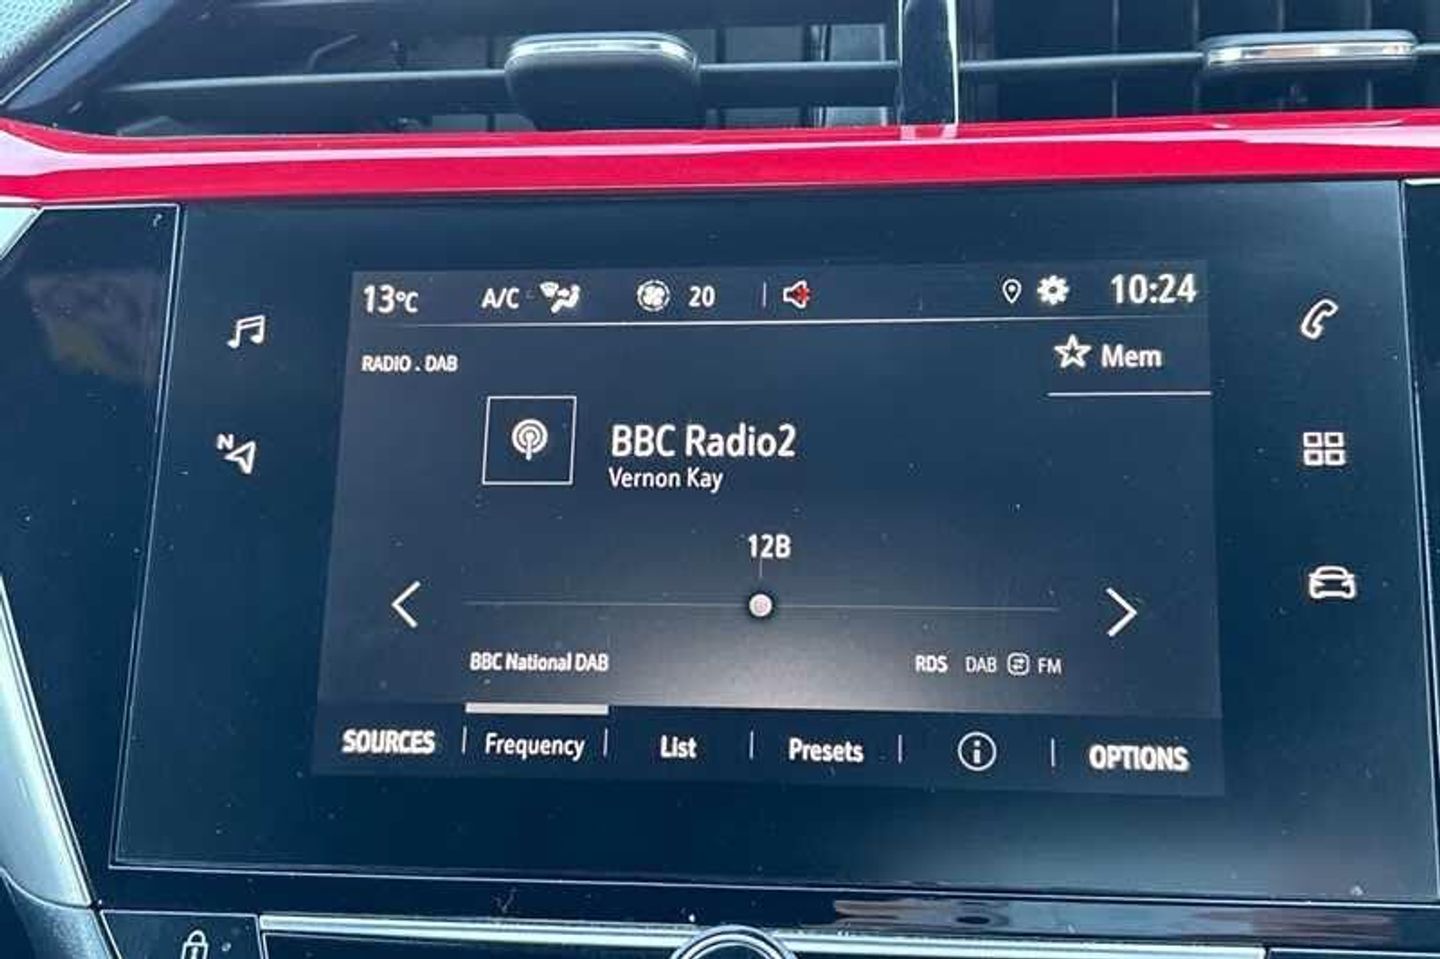 13°C A/C 20 10:24
RADIO . DAB
Mem
BBC Radio2
Vernon Kay
12B
BBC National DAB RDS DAB FM
SOURCES Frequency List Presets i OPTIONS
N